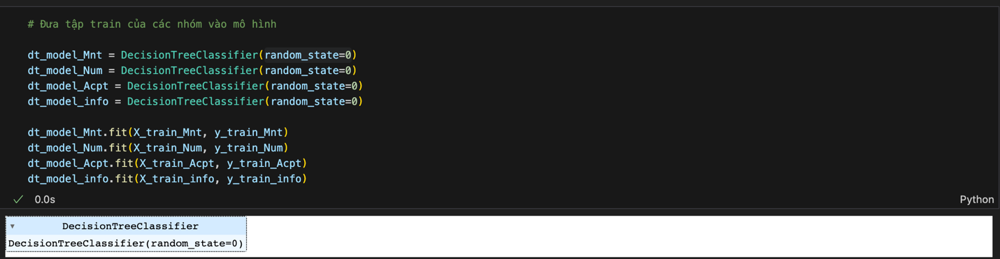 # Đưa tập train của các nhóm vào mô hình
dt_model_Mnt = DecisionTreeClassifier(random_state=0)
dt_model_Num = DecisionTreeClassifier(random_state=0)
dt_model_Acpt = DecisionTreeClassifier(random_state=0)
dt_model_info = DecisionTreeClassifier(random_state=0)
dt_model_Mnt.fit(X_train_Mnt, y_train_Mnt)
dt_model_Num.fit(X_train_Num, y_train_Num)
dt_model_Acpt.fit(X_train_Acpt, y_train_Acpt)
dt_model_info.fit(X_train_info, y_train_info)
✓ 0.0s Python
▾ DecisionTreeClassifier
DecisionTreeClassifier(random_state=0)